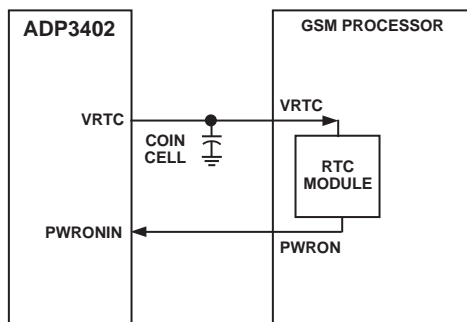 ADP3402
GSM PROCESSOR
VRTC
VRTC
COIN
CELL
RTC
MODULE
PWRONIN
PWRON